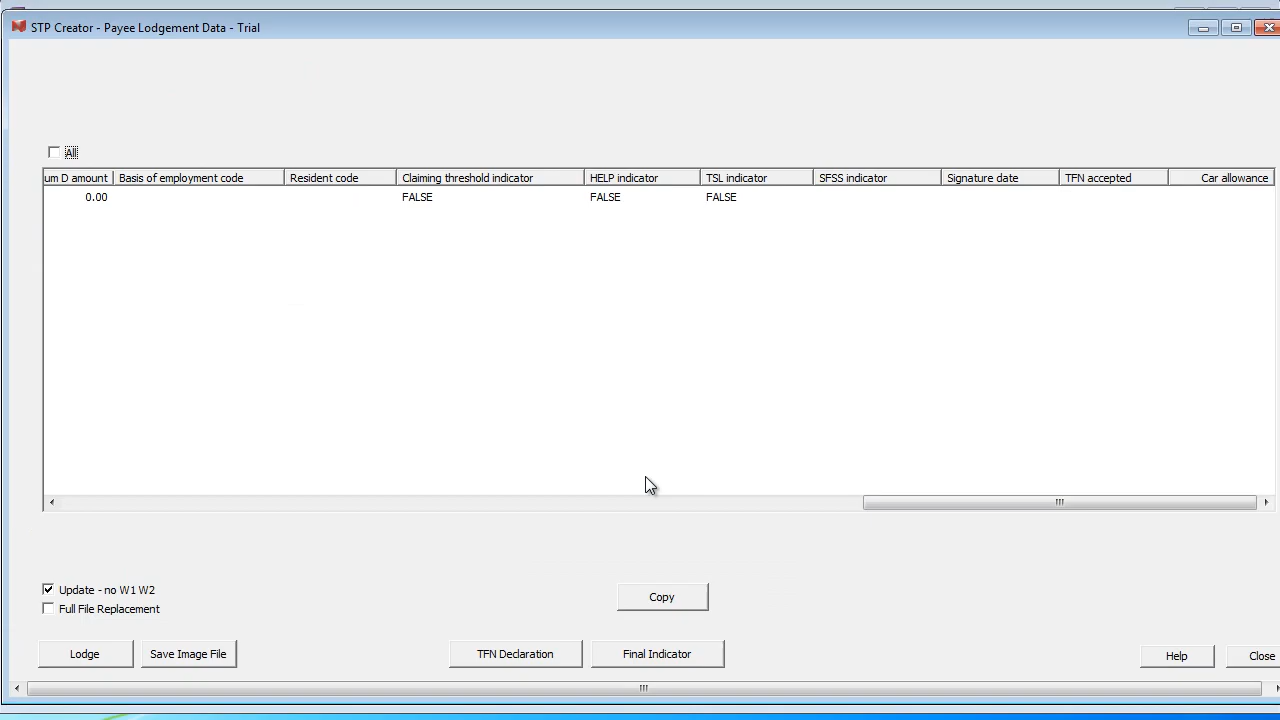 STP Creator - Payee Lodgement Data - Trial
All
um D amount Basis of employment code Resident code Claiming threshold indicator HELP indicator TSL indicator SFSS indicator Signature date TFN accepted Car allowance
0.00 FALSE FALSE FALSE
Update - no W1 W2
Full File Replacement
Copy
Lodge Save Image File TFN Declaration Final Indicator Help Close